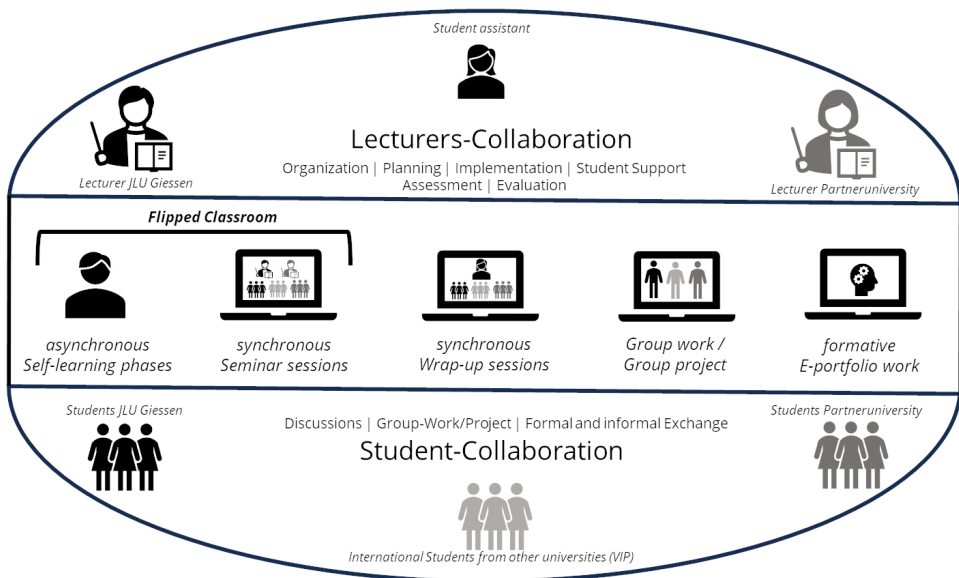 Student assistant
Lecturers-Collaboration
Organization | Planning | Implementation | Student Support
Assessment | Evaluation
Lecturer JLU Giessen
Lecturer Partneruniversity
Flipped Classroom
asynchronous
Self-learning phases
synchronous
Seminar sessions
synchronous
Wrap-up sessions
Group work /
Group project
formative
E-portfolio work
Students JLU Giessen
Students Partneruniversity
Discussions | Group-Work/Project | Formal and informal Exchange
Student-Collaboration
International Students from other universities (VIP)